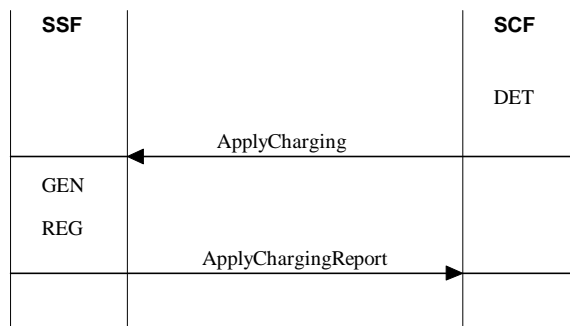 SSF
SCF
DET
ApplyCharging
GEN
REG
ApplyChargingReport